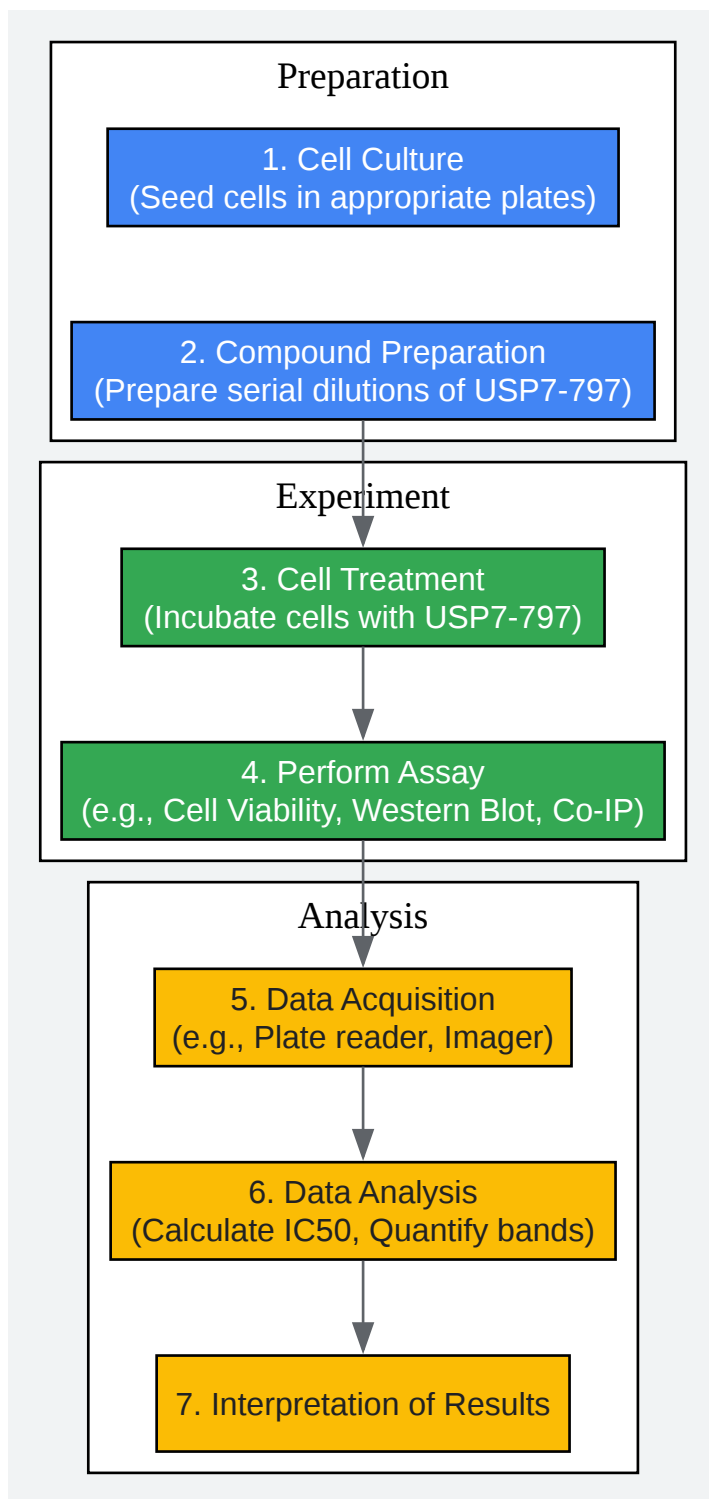 Preparation
1. Cell Culture
(Seed cells in appropriate plates)
2. Compound Preparation
(Prepare serial dilutions of USP7-797)
Experiment
3. Cell Treatment
(Incubate cells with USP7-797)
4. Perform Assay
(e.g., Cell Viability, Western Blot, Co-IP)
Analysis
5. Data Acquisition
(e.g., Plate reader, Imager)
6. Data Analysis
(Calculate IC50, Quantify bands)
7. Interpretation of Results